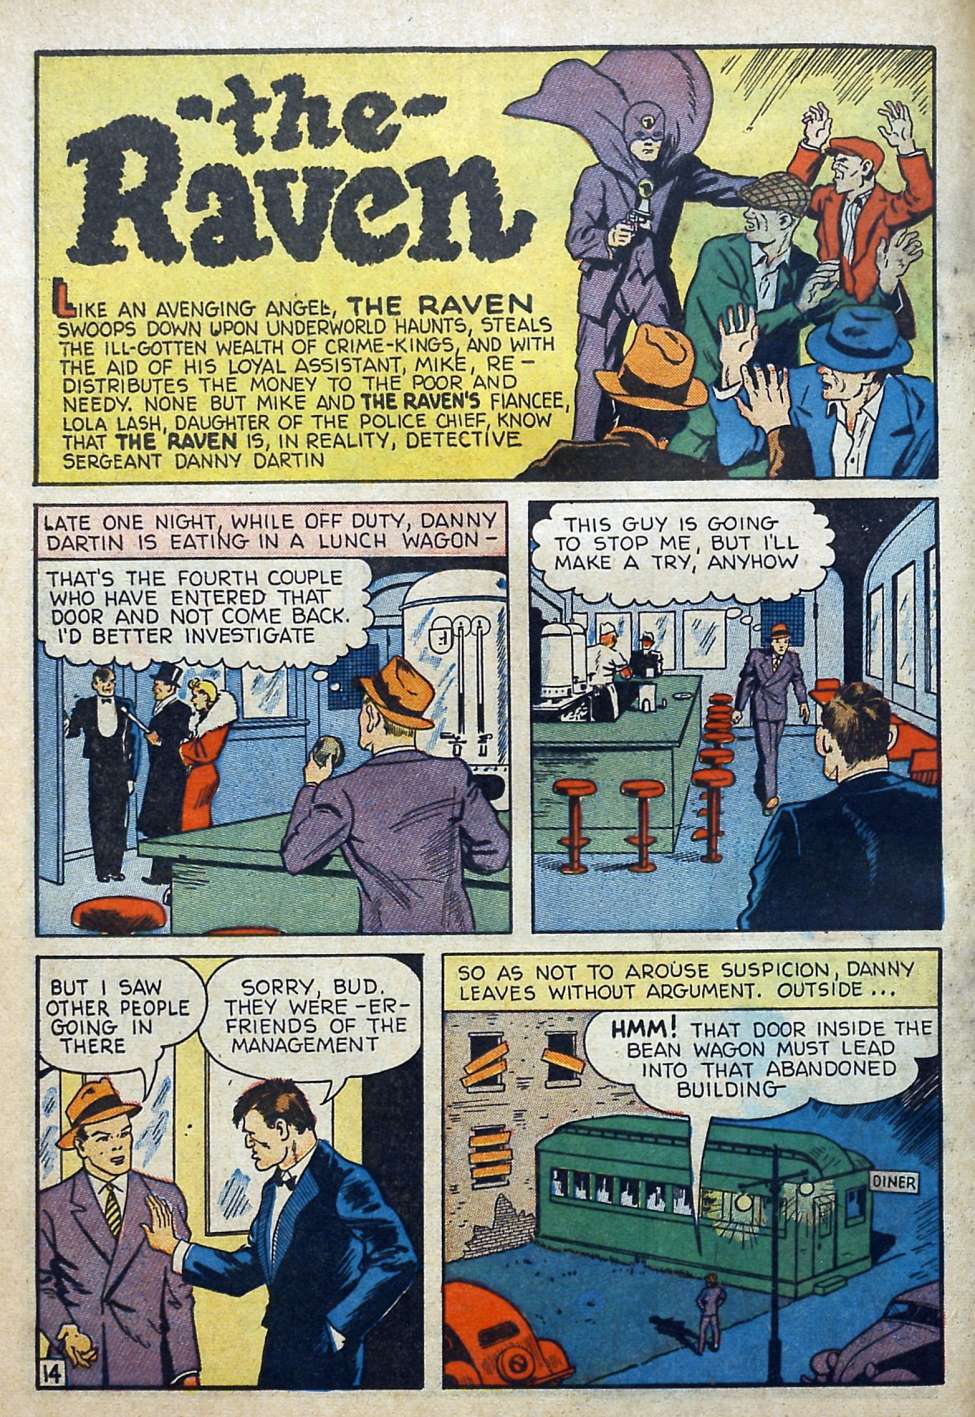 -the-
Raven
LIKE AN AVENGING ANGEL, THE RAVEN
SWOOPS DOWN UPON UNDERWORLD HAUNTS, STEALS
THE ILL-GOTTEN WEALTH OF CRIME-KINGS, AND WITH
THE AID OF HIS LOYAL ASSISTANT, MIKE, RE-
DISTRIBUTES THE MONEY TO THE POOR AND
NEEDY. NONE BUT MIKE AND THE RAVEN'S FIANCEE,
LOLA LASH, DAUGHTER OF THE POLICE CHIEF, KNOW
THAT THE RAVEN IS, IN REALITY, DETECTIVE
SERGEANT DANNY DARTIN
LATE ONE NIGHT, WHILE OFF DUTY, DANNY
DARTIN IS EATING IN A LUNCH WAGON-
THAT'S THE FOURTH COUPLE
WHO HAVE ENTERED THAT
DOOR AND NOT COME BACK.
I'D BETTER INVESTIGATE
THIS GUY IS GOING
TO STOP ME, BUT I'LL
MAKE A TRY, ANYHOW
BUT I SAW
OTHER PEOPLE
GOING IN
THERE
SORRY, BUD.
THEY WERE -ER-
FRIENDS OF THE
MANAGEMENT
SO AS NOT TO AROUSE SUSPICION, DANNY
LEAVES WITHOUT ARGUMENT. OUTSIDE...
HMM! THAT DOOR INSIDE THE
BEAN WAGON MUST LEAD
INTO THAT ABANDONED
BUILDING-
DINER
14